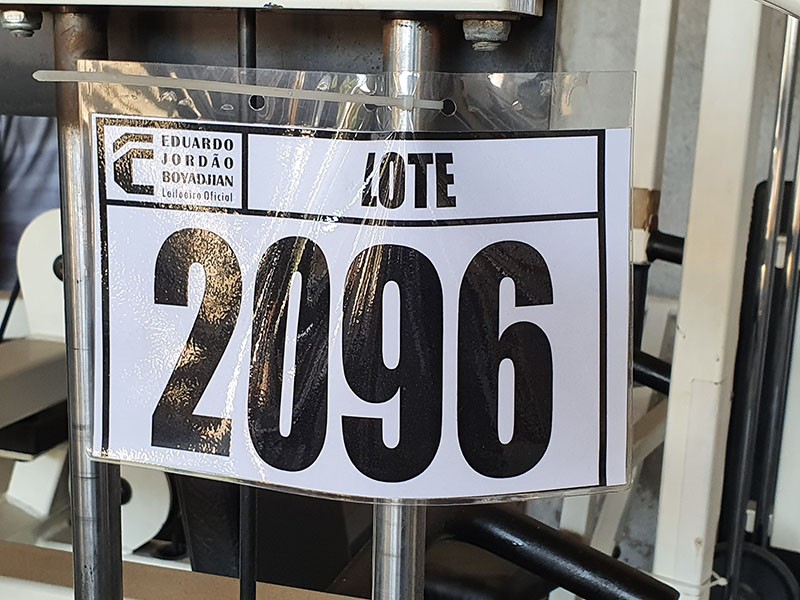 EDUARDO
JORDÃO
BOYADJIAN
Leiloeiro Oficial
LOTE
2096